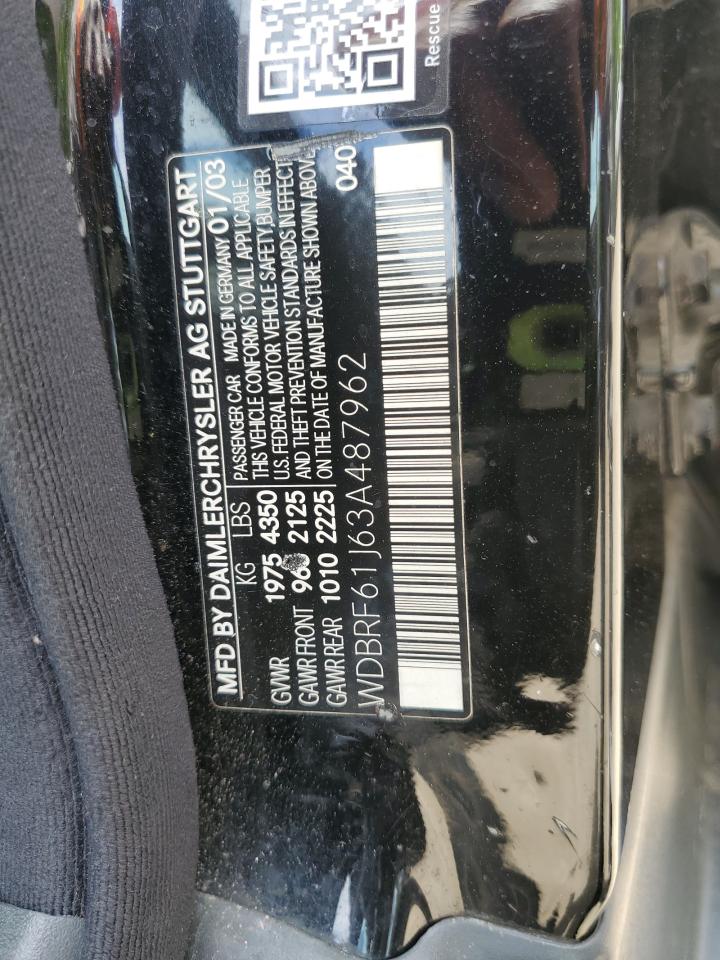 Rescue
MFD BY DAIMLERCHRYSLER AG STUTTGART
KG LBS PASSENGER CAR MADE IN GERMANY 01/03
GVWR 1975 4350 THIS VEHICLE CONFORMS TO ALL APPLICABLE
U.S. FEDERAL MOTOR VEHICLE SAFETY, BUMPER
GAWR FRONT 2125 AND THEFT PREVENTION STANDARDS IN EFFECT
GAWR REAR 1010 2225 ON THE DATE OF MANUFACTURE SHOWN ABOVE.
040
WDBRF61J63A487962